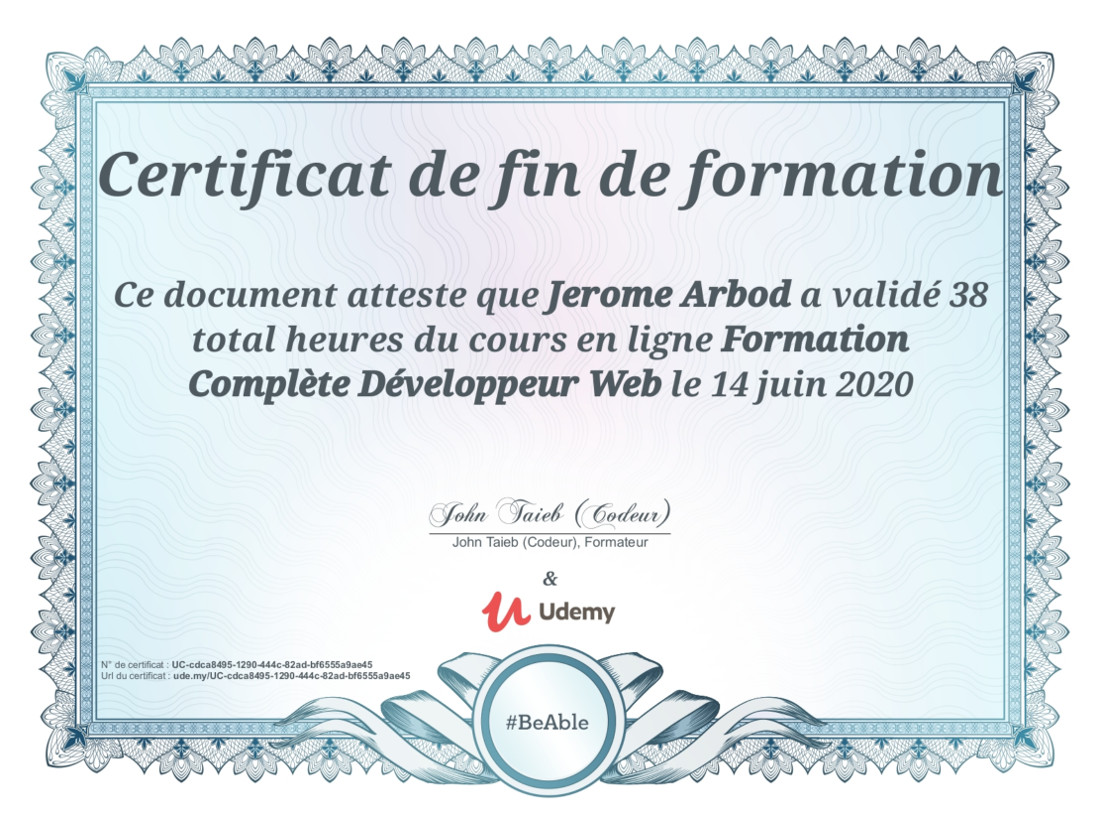 Certificat de fin de formation
Ce document atteste que Jerome Arbod a validé 38
total heures du cours en ligne Formation
Complète Développeur Web le 14 juin 2020
John Taieb (Codeur)
John Taieb (Codeur), Formateur
&
Udemy
N° de certificat : UC-cdca8495-1290-444c-82ad-bf6555a9ae45
Url du certificat : ude.my/UC-cdca8495-1290-444c-82ad-bf6555a9ae45
#BeAble